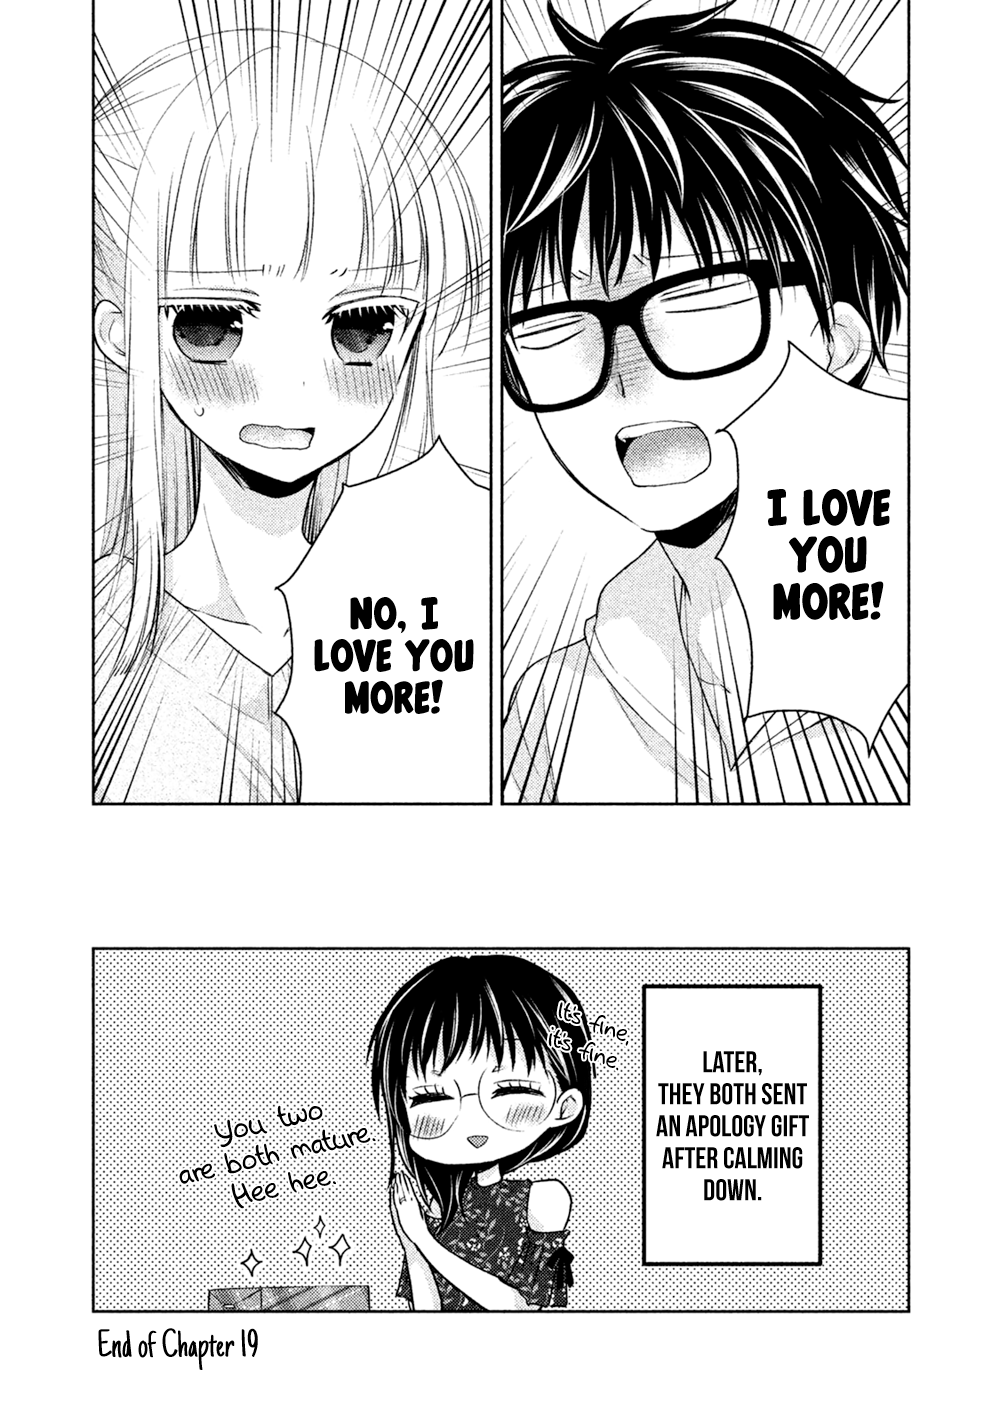 I LOVE
YOU
MORE!
NO, I
LOVE YOU
MORE!
LATER,
THEY BOTH SENT
AN APOLOGY GIFT
AFTER CALMING
DOWN.
It's fine,
it's fine.
You two
are both mature
Hee hee.
End of Chapter 19